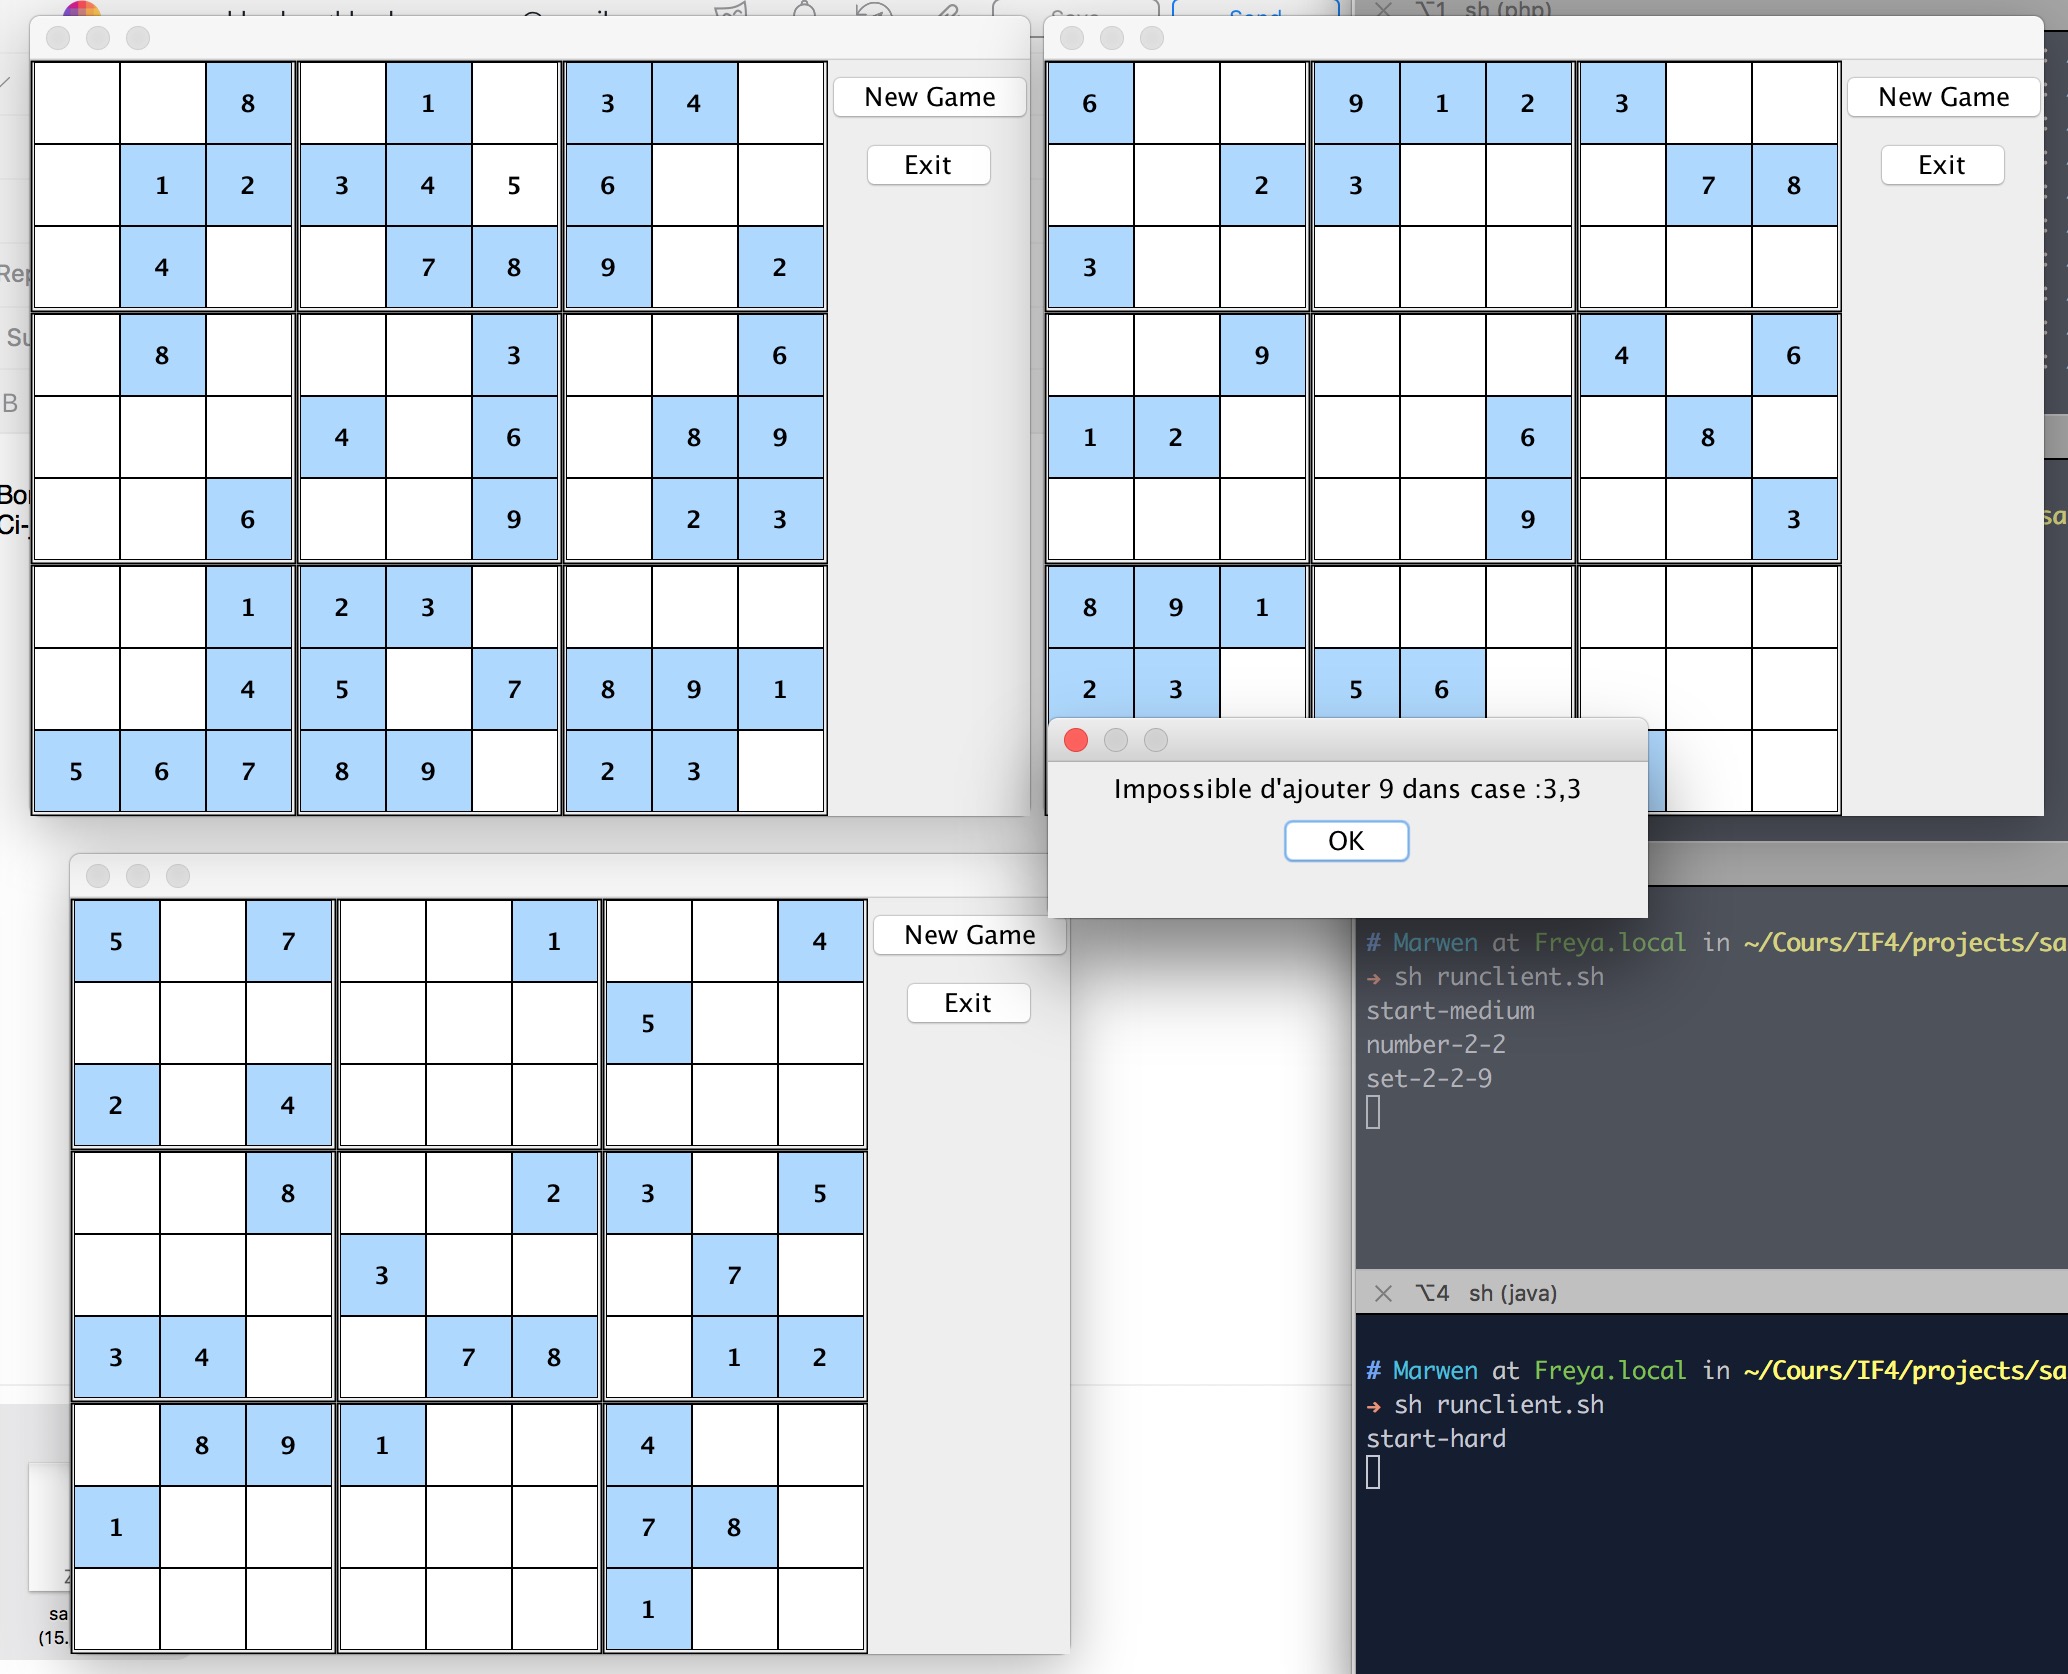 ⌥1 sh (php)
8 1 3 4
1 2 3 4 5 6
4 7 8 9 2
8 3 6
4 6 8 9
6 9 2 3
1 2 3
4 5 7 8 9 1
5 6 7 8 9 2 3
New Game
Exit
6 9 1 2 3
2 3 7 8
3
9 4 6
1 2 6 8
9 3
8 9 1
2 3 5 6
New Game
Exit
Impossible d'ajouter 9 dans case :3,3
OK
5 7 1 4
5
2 4
8 2 3 5
3 7
3 4 7 8 1 2
8 9 1 4
1 7 8
1
New Game
Exit
# Marwen at Freya.local in ~/Cours/IF4/projects/sa
→ sh runclient.sh
start-medium
number-2-2
set-2-2-9
⌥4 sh (java)
# Marwen at Freya.local in ~/Cours/IF4/projects/sa
→ sh runclient.sh
start-hard
Rep
Su
B
Bo
Ci-
sa
(15.